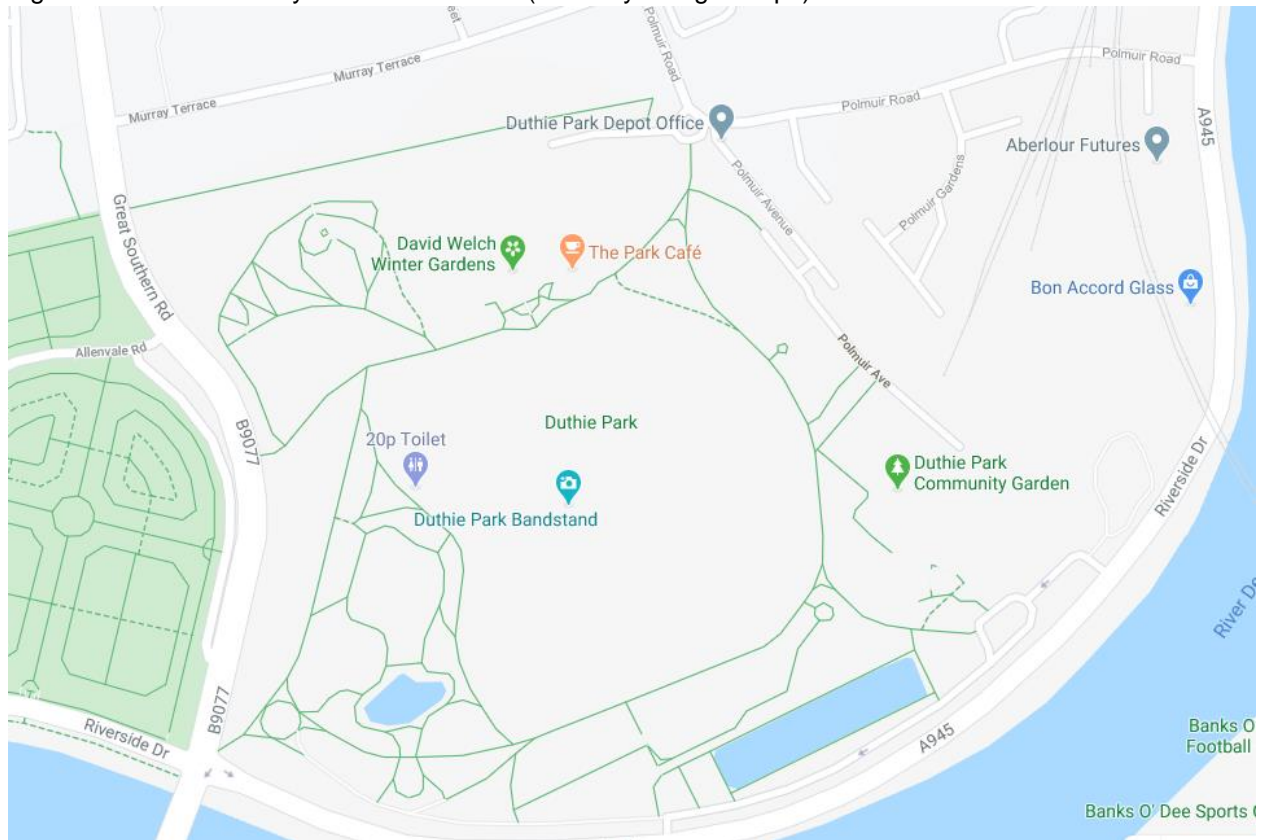 Murray Terrace
Murray Terrace
Polmuir Road
Polmuir Road
Polmuir Road
Duthie Park Depot Office
A945
Aberlour Futures
Polmuir Avenue
Polmuir Gardens
Great Southern Rd
David Welch
Winter Gardens
The Park Café
Bon Accord Glass
Allenvale Rd
Polmuir Ave
B9077
Duthie Park
20p Toilet
Duthie Park
Community Garden
Riverside Dr
Duthie Park Bandstand
River
B9077
Riverside Dr
A945
Banks O
Football
Banks O' Dee Sports